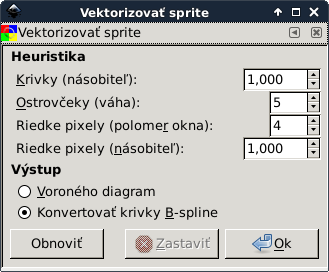 Vektorizovať sprite
Vektorizovať sprite
Heuristika
Krivky (násobiteľ): 1,000
Ostrovčeky (váha): 5
Riedke pixely (polomer okna): 4
Riedke pixely (násobiteľ): 1,000
Výstup
Voroného diagram
Konvertovať krivky B-spline
Obnoviť Zastaviť Ok